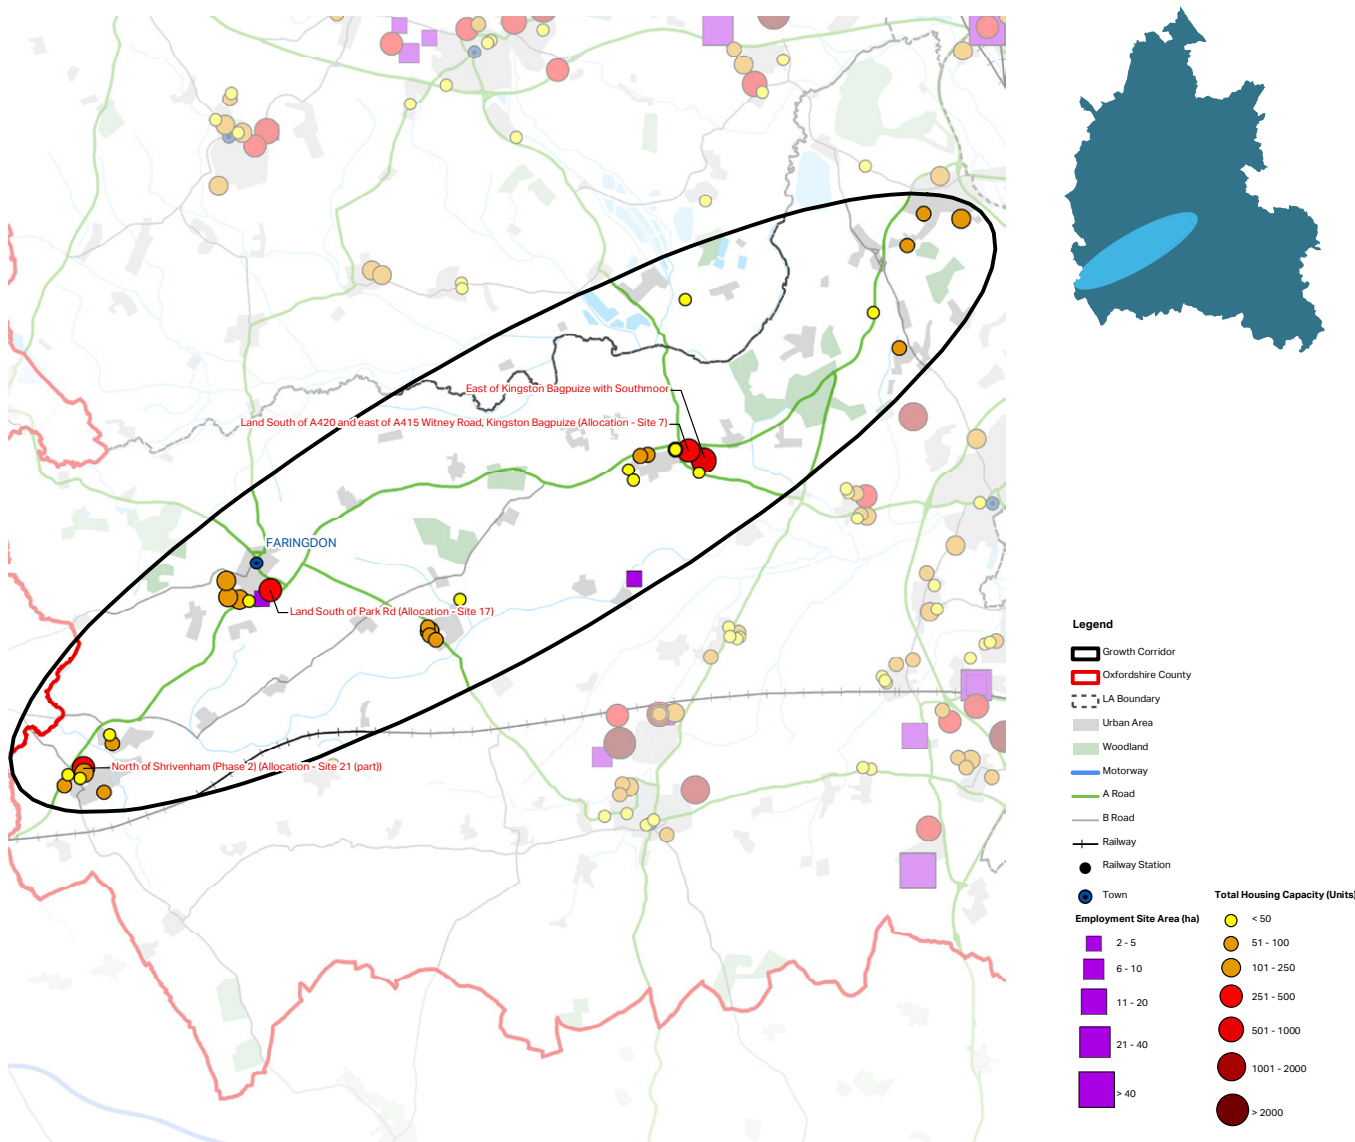 East of Kingston Bagpuize with Southmoor
Land South of A420 and east of A415 Witney Road, Kingston Bagpuize (Allocation - Site 7)
FARINGDON
Land South of Park Rd (Allocation - Site 17)
North of Shrivenham (Phase 2) (Allocation - Site 21 (part))
Legend
Growth Corridor
Oxfordshire County
LA Boundary
Urban Area
Woodland
Motorway
A Road
B Road
Railway
Railway Station
Town
Employment Site Area (ha)
2 - 5
6 - 10
11 - 20
21 - 40
> 40
Total Housing Capacity (Units)
< 50
51 - 100
101 - 250
251 - 500
501 - 1000
1001 - 2000
> 2000